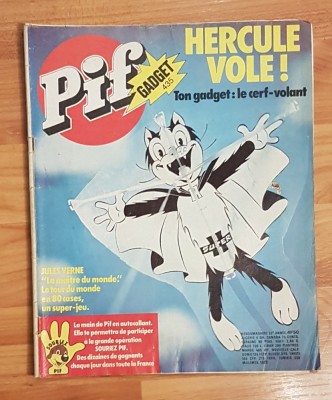 Pif
GADGET
435
HERCULE
VOLE !
Ton gadget : le cerf-volant
JULES VERNE
"Le maître du monde."
Le tour du monde
en 80 cases,
un super-jeu.
SOURIEZ
PIF
La main de Pif en autocollant.
Elle te permettra de participer
à la grande opération
SOURIEZ PIF.
Des dizaines de gagnants
chaque jour dans toute la France